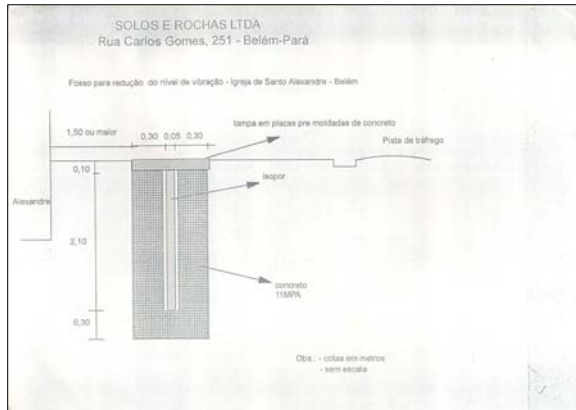 SOLOS E ROCHAS LTDA
Rua Carlos Gomes, 251 - Belém-Pará
Fosso para redução do nível de vibração - Igreja de Santo Alexandre - Belém
tampa em placas pre moldadas de concreto
1,50 ou maior
0,30 0,05 0,30
Pista de tráfego
0,10
isopor
Alexandre
2,10
concreto
11MPA
0,30
Obs.: - cotas em metros
- sem escala